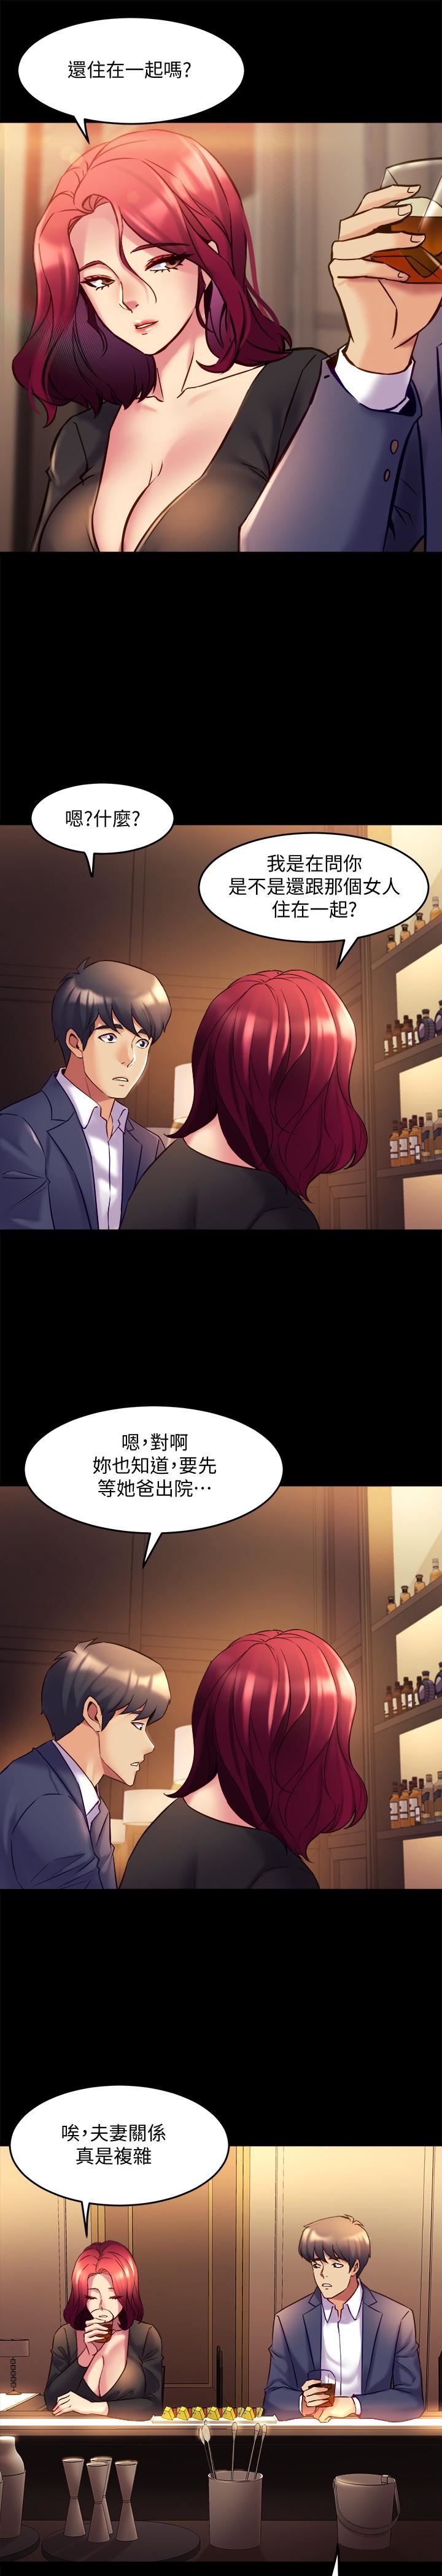 還住在一起嗎?
嗯?什麼?
我是在問你
是不是還跟那個女人
住在一起?
嗯,對啊
妳也知道,要先
等她爸出院…
唉,夫妻關係
真是複雜